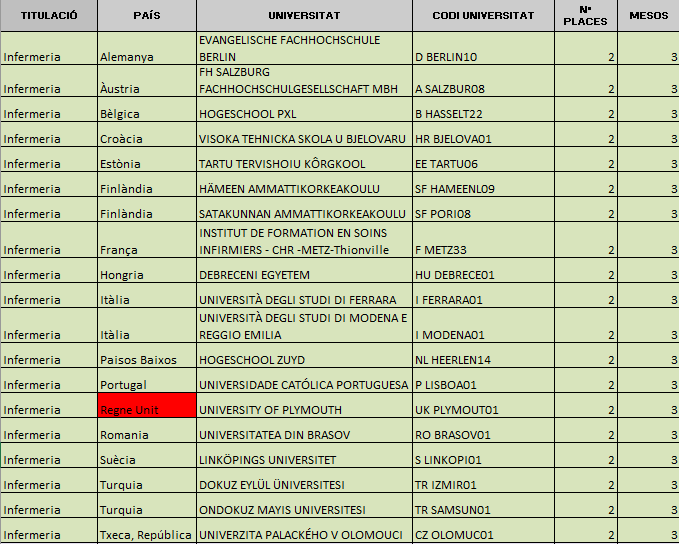 TITULACIÓ PAÍS UNIVERSITAT CODI UNIVERSITAT Nº PLACES MESOS
Infermeria Alemanya EVANGELISCHE FACHHOCHSCHULE BERLIN D BERLIN10 2 3
Infermeria Àustria FH SALZBURG FACHHOCHSCHULGESELLSCHAFT MBH A SALZBUR08 2 3
Infermeria Bèlgica HOGESCHOOL PXL B HASSELT22 2 3
Infermeria Croàcia VISOKA TEHNICKA SKOLA U BJELOVARU HR BJELOVA01 2 3
Infermeria Estònia TARTU TERVISHOIU KÔRGKOOL EE TARTU06 2 3
Infermeria Finlàndia HÄMEEN AMMATTIKORKEAKOULU SF HAMEENL09 2 3
Infermeria Finlàndia SATAKUNNAN AMMATTIKORKEAKOULU SF PORI08 2 3
Infermeria França INSTITUT DE FORMATION EN SOINS INFIRMIERS - CHR -METZ-Thionville F METZ33 2 3
Infermeria Hongria DEBRECENI EGYETEM HU DEBRECE01 2 3
Infermeria Itàlia UNIVERSITÀ DEGLI STUDI DI FERRARA I FERRARA01 2 3
Infermeria Itàlia UNIVERSITÀ DEGLI STUDI DI MODENA E REGGIO EMILIA I MODENA01 2 3
Infermeria Paisos Baixos HOGESCHOOL ZUYD NL HEERLEN14 2 3
Infermeria Portugal UNIVERSIDADE CATÓLICA PORTUGUESA P LISBOA01 2 3
Infermeria Regne Unit UNIVERSITY OF PLYMOUTH UK PLYMOUT01 2 3
Infermeria Romania UNIVERSITATEA DIN BRASOV RO BRASOV01 2 3
Infermeria Suècia LINKÖPINGS UNIVERSITET S LINKOPI01 2 3
Infermeria Turquia DOKUZ EYLÜL ÜNIVERSITESI TR IZMIR01 2 3
Infermeria Turquia ONDOKUZ MAYIS UNIVERSITESI TR SAMSUN01 2 3
Infermeria Txeca, República UNIVERZITA PALACKÉHO V OLOMOUCI CZ OLOMUC01 2 3